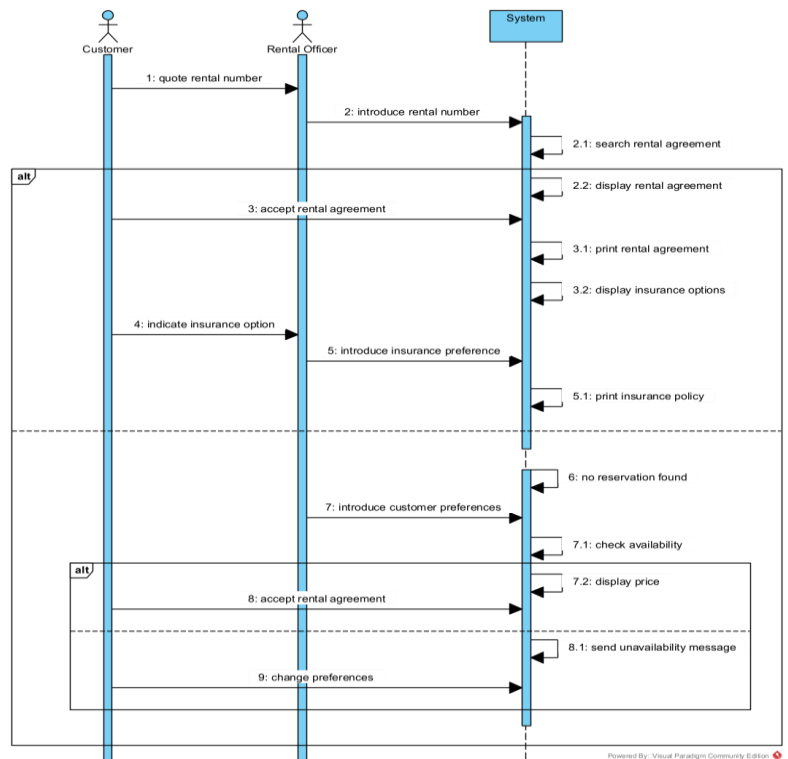 System
Customer
Rental Officer
1: quote rental number
2: introduce rental number
2.1: search rental agreement
alt
2.2: display rental agreement
3: accept rental agreement
3.1: print rental agreement
3.2: display insurance options
4: indicate insurance option
5: introduce insurance preference
5.1: print insurance policy
6: no reservation found
7: introduce customer preferences
7.1: check availability
alt
7.2: display price
8: accept rental agreement
8.1: send unavailability message
9: change preferences
Powered By: Visual Paradigm Community Edition